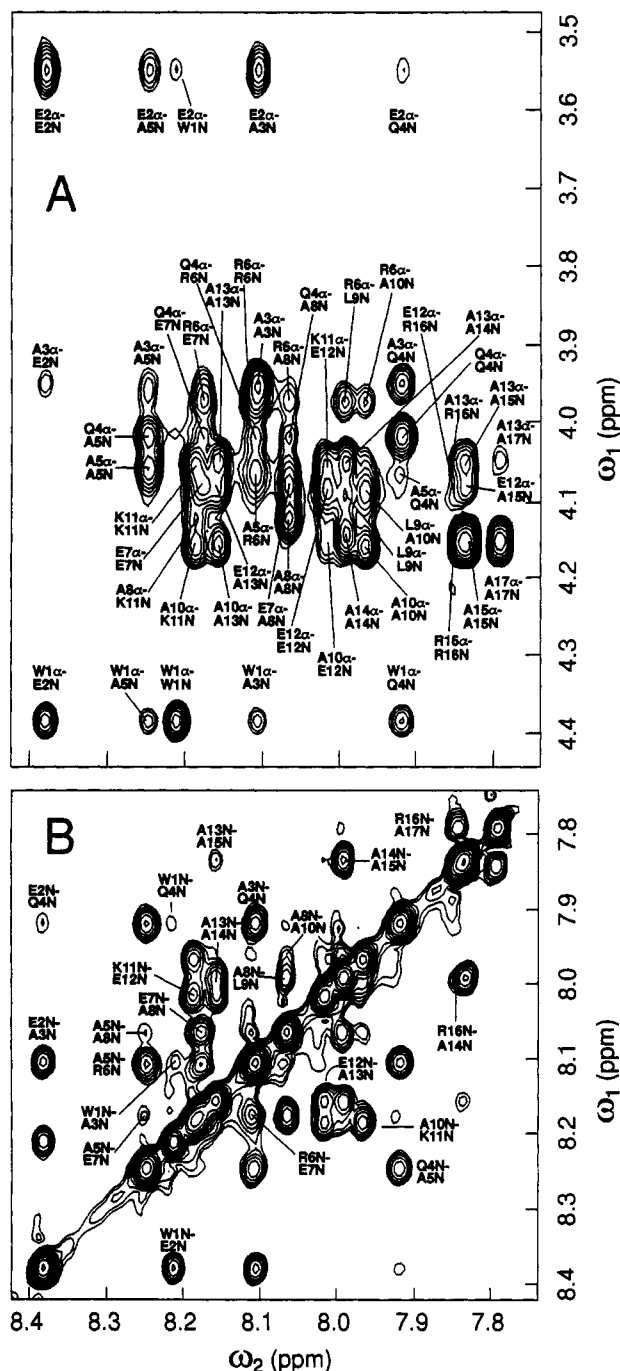 3.5
E2α-
E2N
E2α-
A5N
E2α-
W1N
E2α-
A3N
E2α-
Q4N
3.6
A
3.7
3.8
Q4α-
R6N
R6α-
R6N
A13α-
A13N
A3α-
A3N
Q4α-
A8N
R6α-
L9N
R6α-
A10N
Q4α-
E7N
R6α-
E7N
R6α-
A8N
K11α-
E12N
A3α-
Q4N
E12α-
R16N
A13α-
A14N
Q4α-
Q4N
3.9
A3α-
E2N
A3α-
A5N
A13α-
R16N
A13α-
A15N
Q4α-
A5N
A5α-
A5N
A13α-
A17N
4.0
ω1 (ppm)
K11α-
K11N
A5α-
R6N
A5α-
Q4N
E12α-
A15N
4.1
E7α-
E7N
E12α-
A13N
A8α-
A8N
L9α-
A10N
L9α-
L9N
A8α-
K11N
A10α-
K11N
A10α-
A13N
E7α-
A8N
A14α-
A14N
A10α-
A10N
A15α-
A15N
A17α-
A17N
4.2
E12α-
E12N
A10α-
E12N
R16α-
R16N
4.3
W1α-
E2N
W1α-
A5N
W1α-
W1N
W1α-
A3N
W1α-
Q4N
4.4
B
A13N-
A15N
R16N-
A17N
7.8
A14N-
A15N
E2N-
Q4N
W1N-
Q4N
A3N-
Q4N
A13N-
A14N
A8N-
A10N
7.9
K11N-
E12N
A8N-
L9N
8.0
E7N-
A8N
R16N-
A14N
E2N-
A3N
A5N-
A8N
A5N-
R6N
E12N-
A13N
8.1
W1N-
A3N
A5N-
E7N
A10N-
K11N
8.2
R6N-
E7N
Q4N-
A5N
W1N-
E2N
8.3
8.4
ω1 (ppm)
8.4 8.3 8.2 8.1 8.0 7.9 7.8
ω2 (ppm)